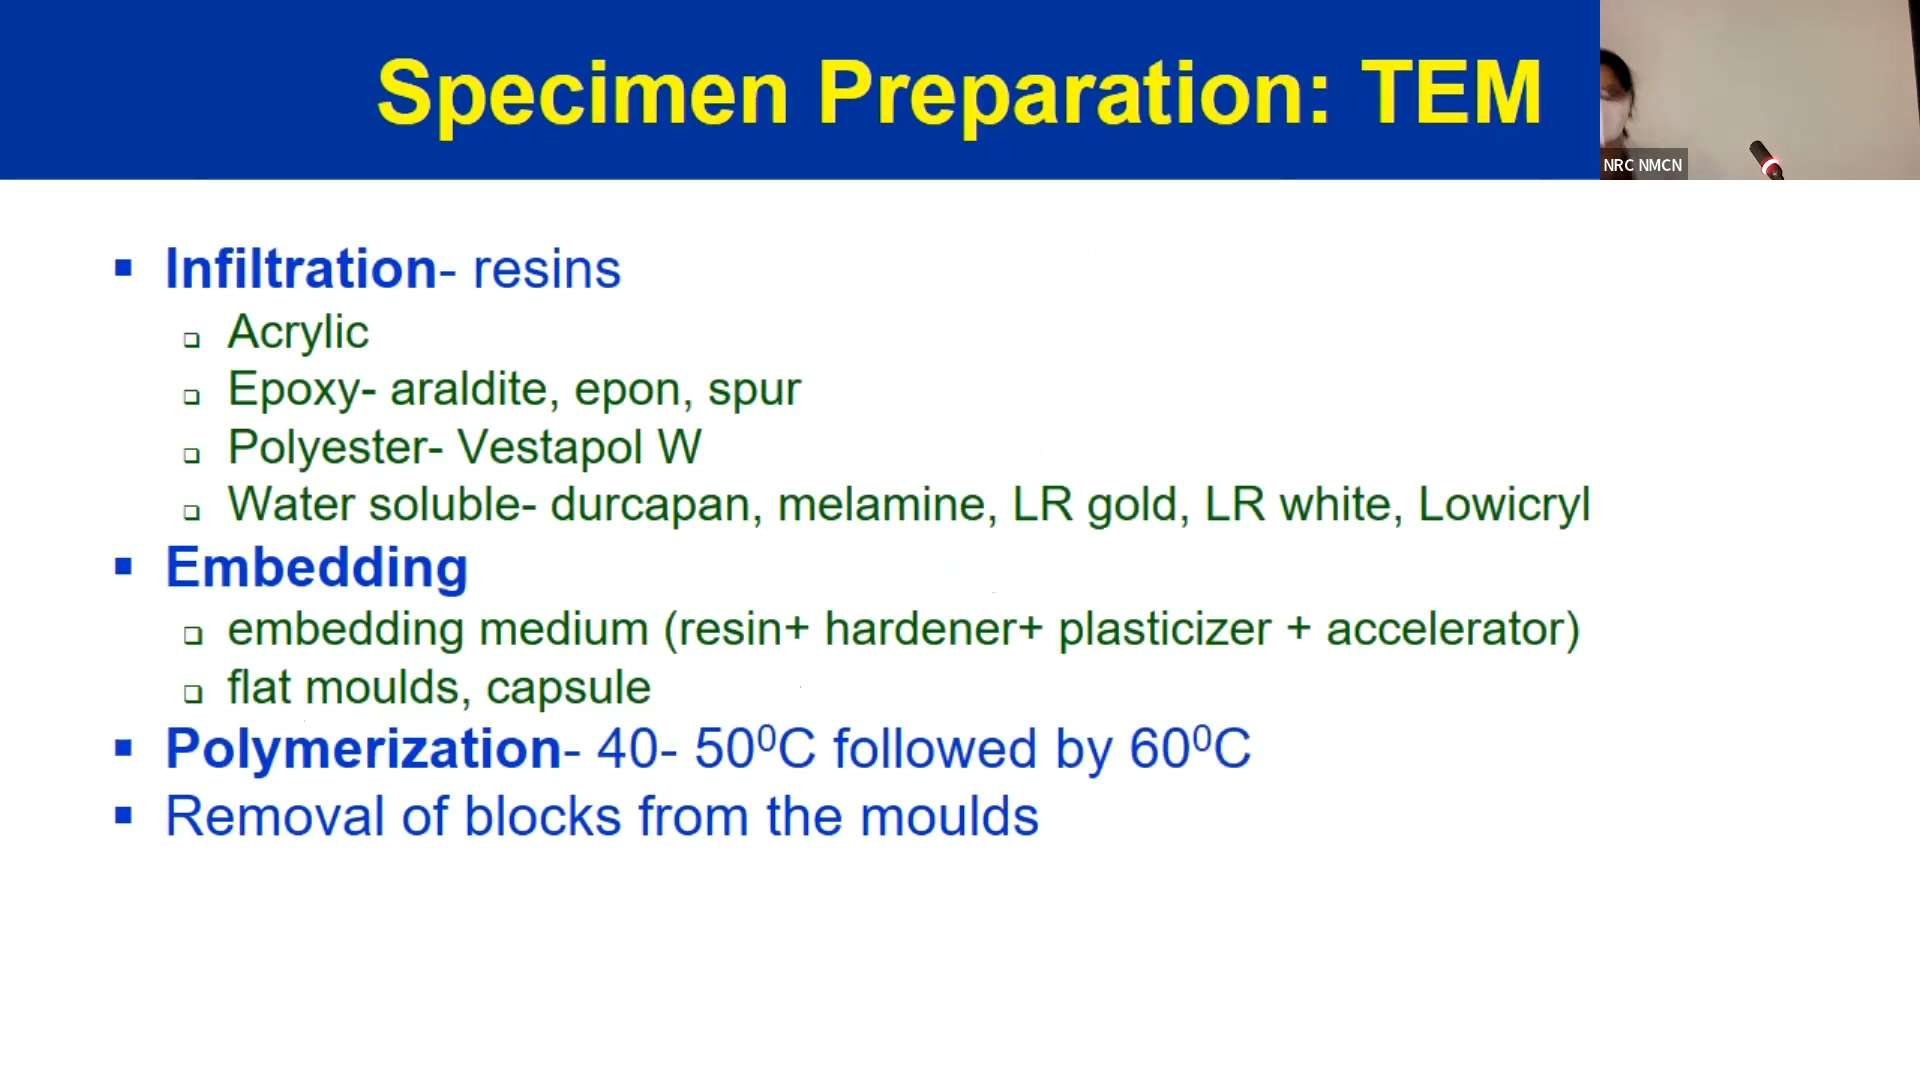 Specimen Preparation: TEM
NRC NMCN
Infiltration- resins
Acrylic
Epoxy- araldite, epon, spur
Polyester- Vestapol W
Water soluble- durcapan, melamine, LR gold, LR white, Lowicryl
Embedding
embedding medium (resin+ hardener+ plasticizer + accelerator)
flat moulds, capsule
Polymerization- 40- 50⁰C followed by 60⁰C
Removal of blocks from the moulds